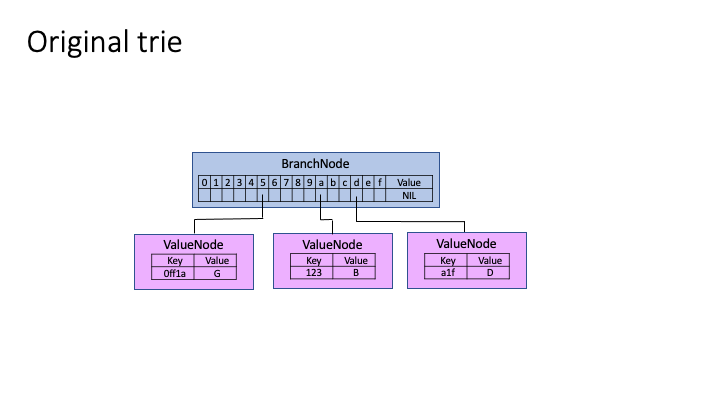 Original trie
BranchNode
0 1 2 3 4 5 6 7 8 9 a b c d e f Value
NIL
ValueNode ValueNode ValueNode
Key Value Key Value Key Value
0ff1a G 123 B a1f D